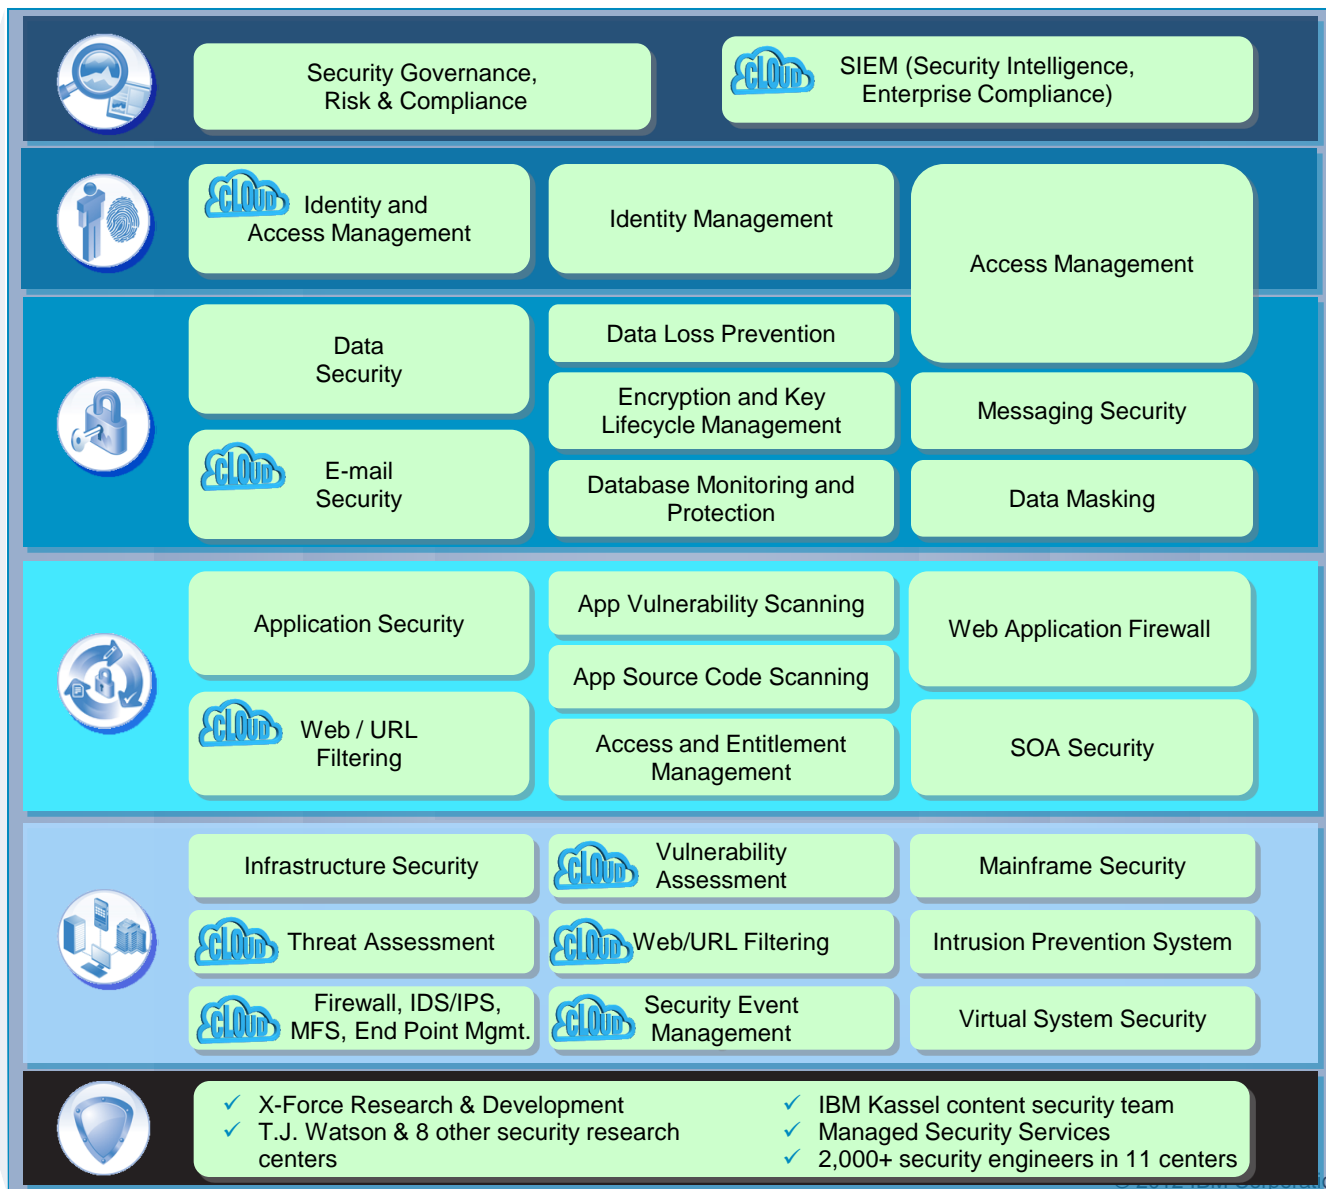 Security Governance,
Risk & Compliance
CLOUD
SIEM (Security Intelligence,
Enterprise Compliance)
CLOUD
Identity and
Access Management
Identity Management
Access Management
Data
Security
Data Loss Prevention
Encryption and Key
Lifecycle Management
Messaging Security
CLOUD
E-mail
Security
Database Monitoring and
Protection
Data Masking
Application Security
App Vulnerability Scanning
Web Application Firewall
App Source Code Scanning
CLOUD
Web / URL
Filtering
Access and Entitlement
Management
SOA Security
Infrastructure Security
CLOUD
Vulnerability
Assessment
Mainframe Security
CLOUD
Threat Assessment
CLOUD
Web/URL Filtering
Intrusion Prevention System
CLOUD
Firewall, IDS/IPS,
MFS, End Point Mgmt.
CLOUD
Security Event
Management
Virtual System Security
✓ X-Force Research & Development
✓ T.J. Watson & 8 other security research
centers
✓ IBM Kassel content security team
✓ Managed Security Services
✓ 2,000+ security engineers in 11 centers